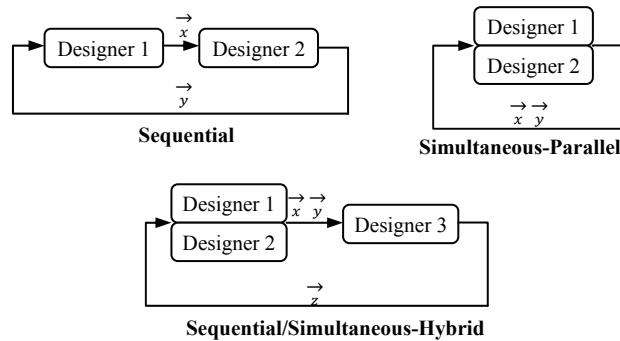 x⃗
Designer 1
Designer 2
y⃗
Sequential
Designer 1
Designer 2
x⃗ y⃗
Simultaneous-Parallel
Designer 1
Designer 2
x⃗ y⃗
Designer 3
z⃗
Sequential/Simultaneous-Hybrid